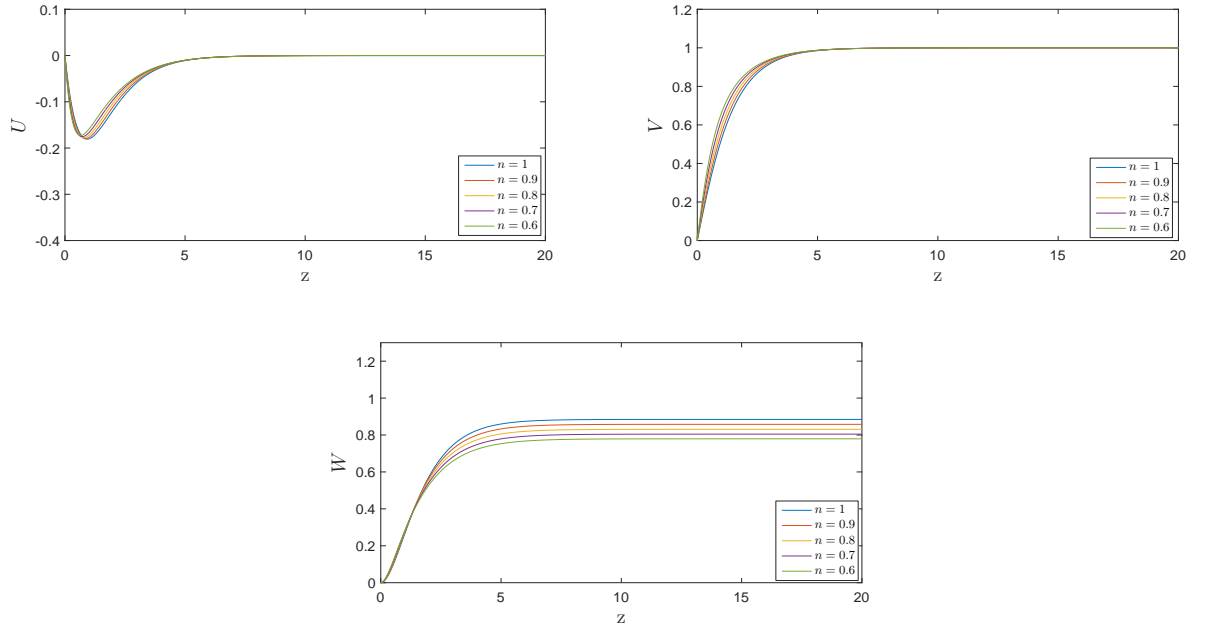 0.1
0
-0.1
-0.2
-0.3
-0.4
U
0 5 10 15 20
z
n = 1
n = 0.9
n = 0.8
n = 0.7
n = 0.6
1.2
1
0.8
0.6
0.4
0.2
0
V
0 5 10 15 20
z
n = 1
n = 0.9
n = 0.8
n = 0.7
n = 0.6
1.2
1
0.8
0.6
0.4
0.2
0
W
0 5 10 15 20
z
n = 1
n = 0.9
n = 0.8
n = 0.7
n = 0.6